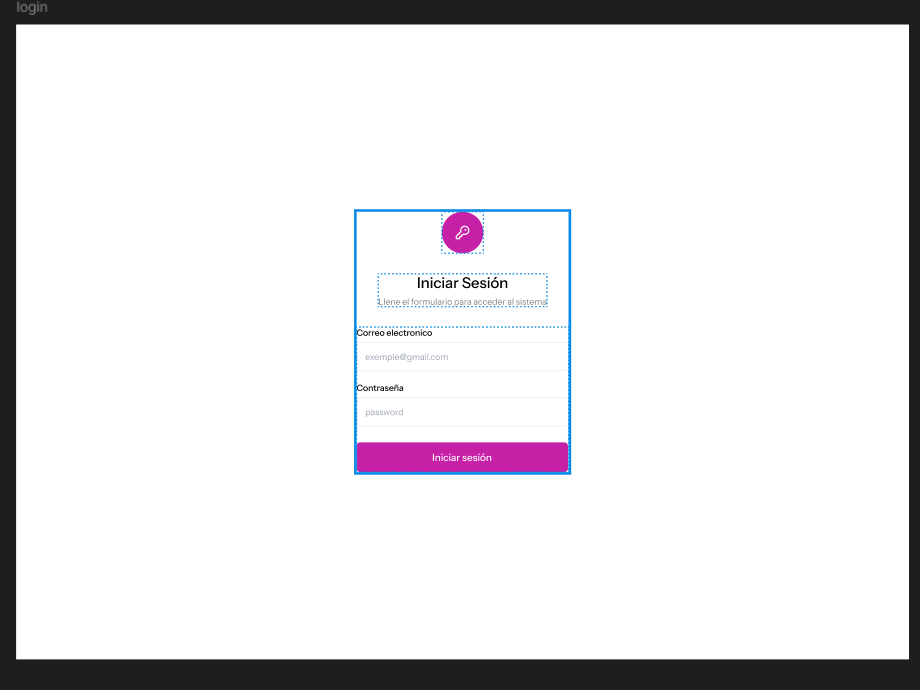 login
Iniciar Sesión
Llene el formulario para acceder al sistema
Correo electronico
exemple@gmail.com
Contraseña
password
Iniciar sesión